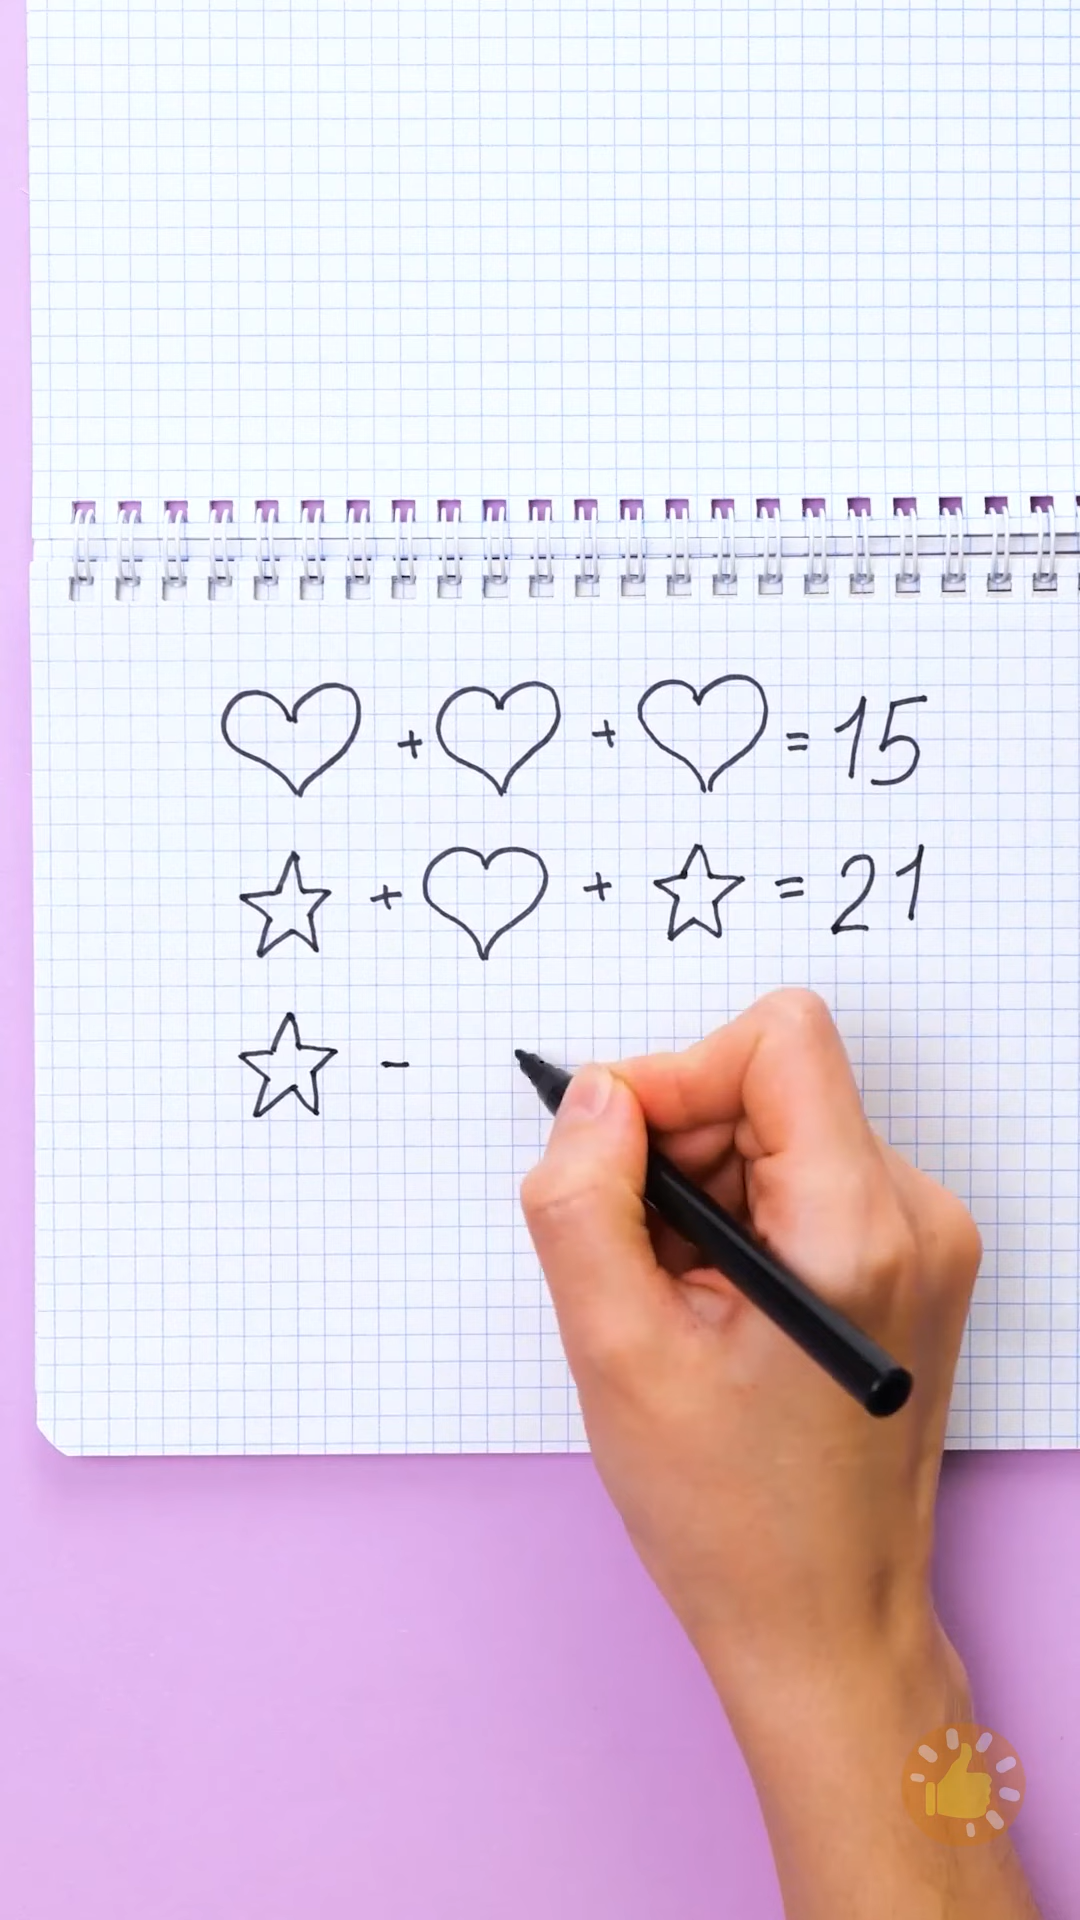 ♡ + ♡ + ♡ = 15
☆ + ♡ + ☆ = 21
☆ -